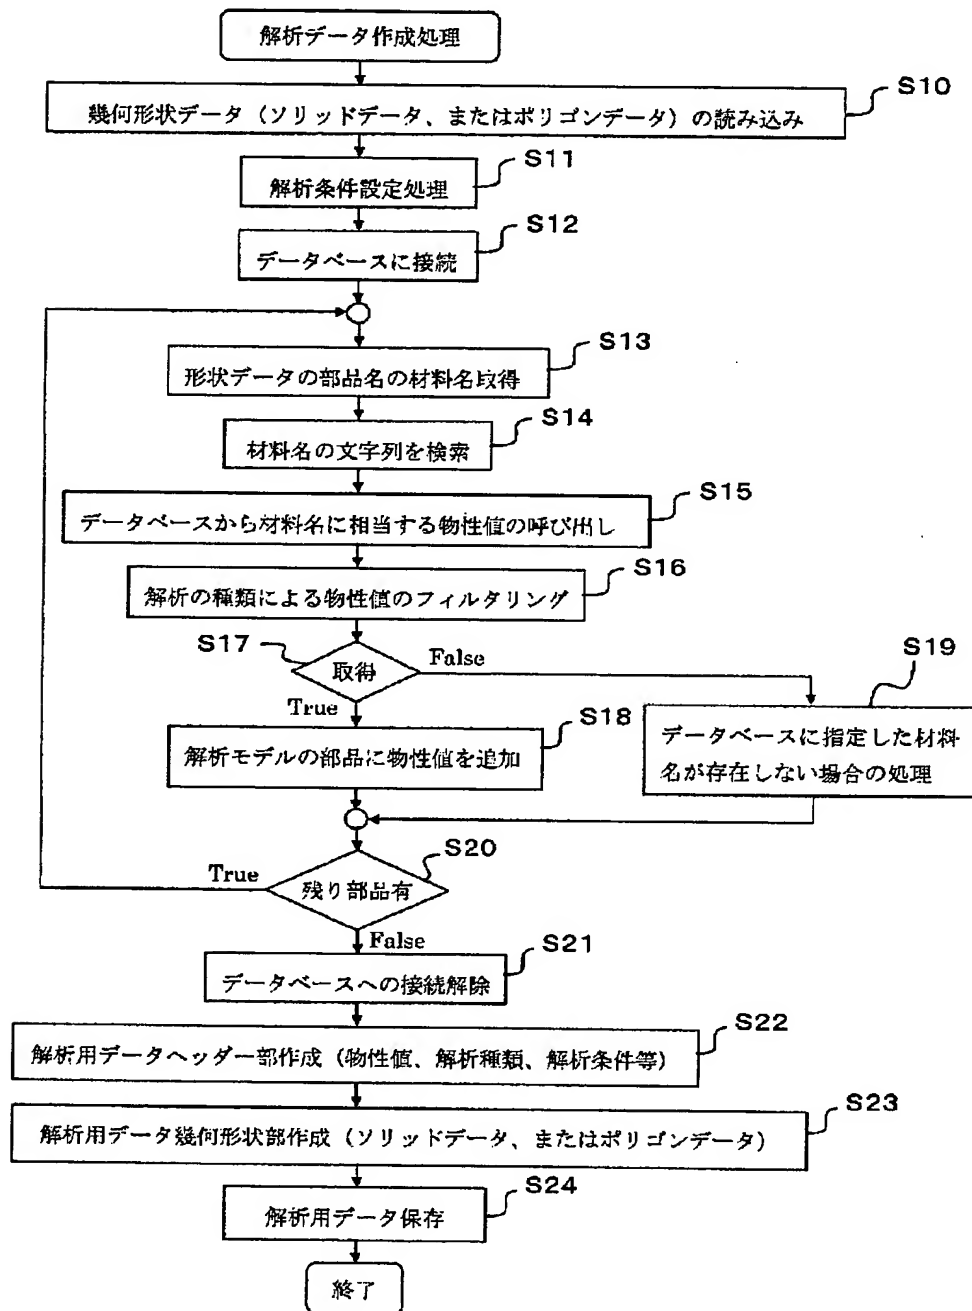 解析データ作成処理
S10
幾何形状データ（ソリッドデータ、またはポリゴンデータ）の読み込み
S11
解析条件設定処理
S12
データベースに接続
S13
形状データの部品名の材料名取得
S14
材料名の文字列を検索
S15
データベースから材料名に相当する物性値の呼び出し
S16
解析の種類による物性値のフィルタリング
S17
取得
False
True
S19
データベースに指定した材料
名が存在しない場合の処理
S18
解析モデルの部品に物性値を追加
S20
True
残り部品有
False
S21
データベースへの接続解除
S22
解析用データヘッダー部作成（物性値、解析種類、解析条件等）
S23
解析用データ幾何形状部作成（ソリッドデータ、またはポリゴンデータ）
S24
解析用データ保存
終了